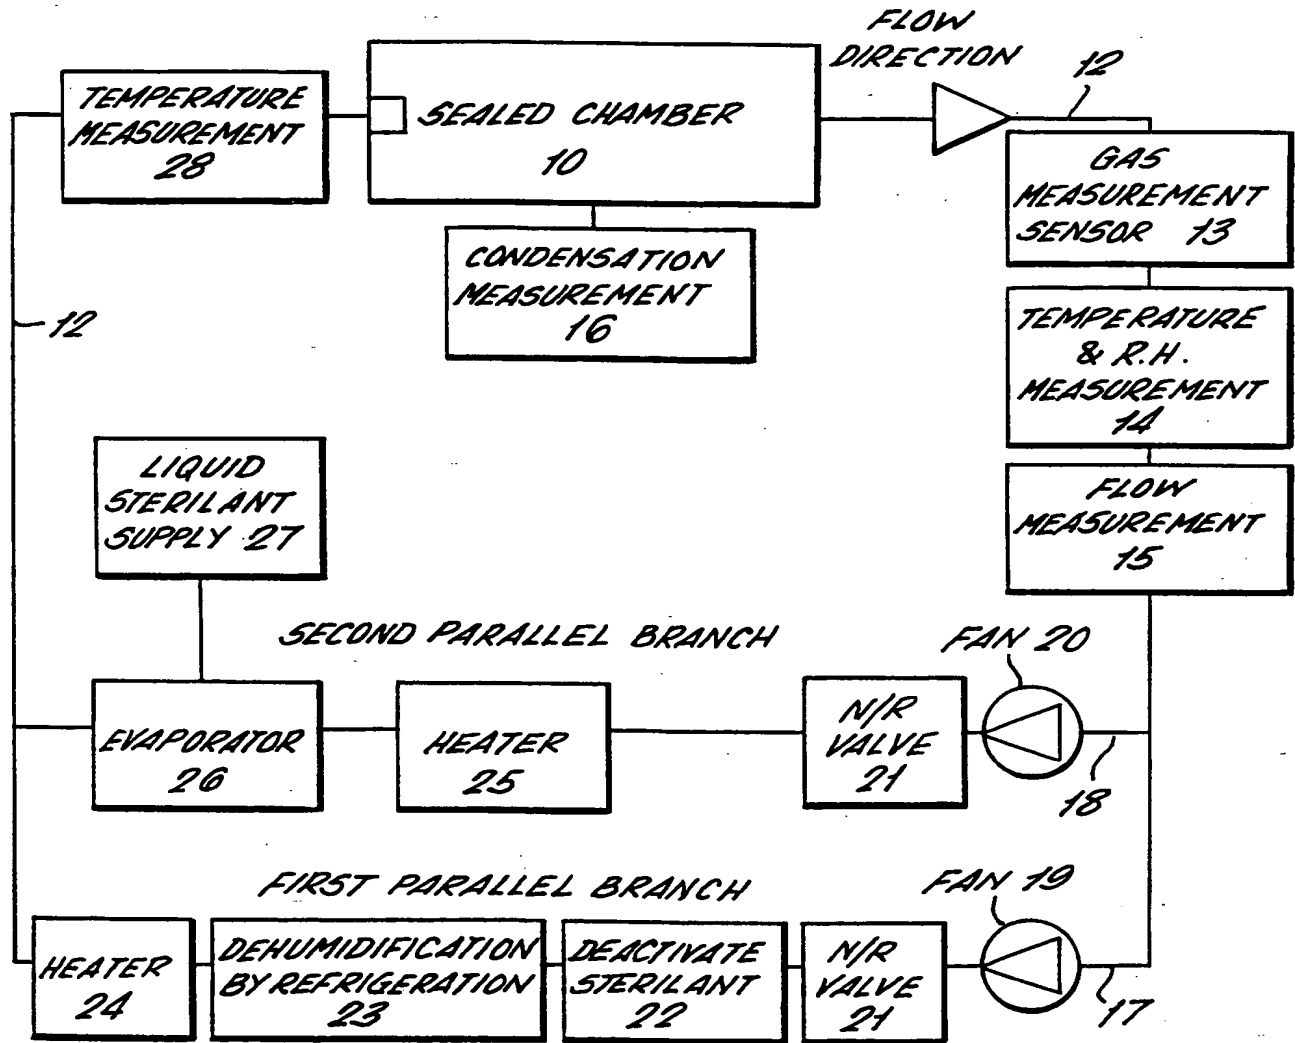 FLOW
DIRECTION
12
TEMPERATURE
MEASUREMENT
28
SEALED CHAMBER
10
GAS
MEASUREMENT
SENSOR 13
CONDENSATION
MEASUREMENT
16
12
TEMPERATURE
& R.H.
MEASUREMENT
14
LIQUID
STERILANT
SUPPLY 27
FLOW
MEASUREMENT
15
SECOND PARALLEL BRANCH
FAN 20
EVAPORATOR
26
HEATER
25
N/R
VALVE
21
18
FIRST PARALLEL BRANCH
FAN 19
HEATER
24
DEHUMIDIFICATION
BY REFRIGERATION
23
DEACTIVATE
STERILANT
22
N/R
VALVE
21
17